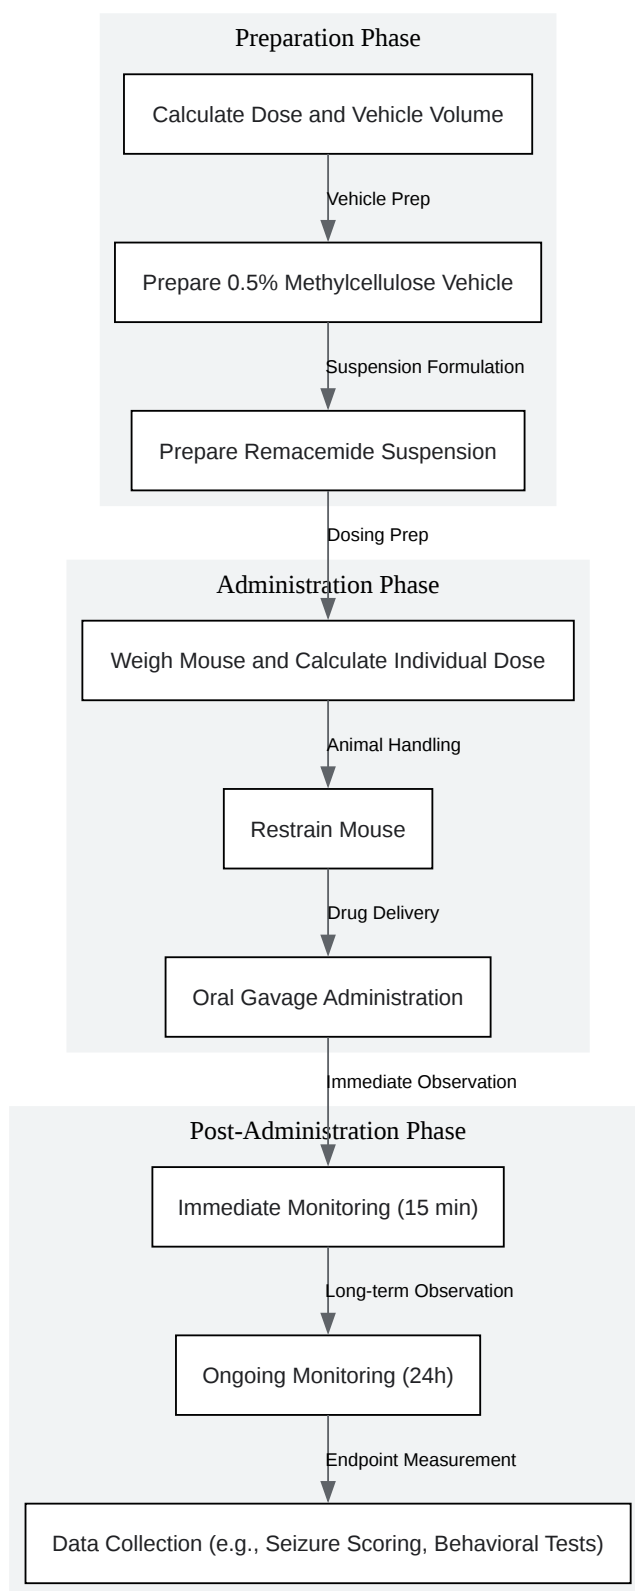 Preparation Phase
Calculate Dose and Vehicle Volume
Vehicle Prep
Prepare 0.5% Methylcellulose Vehicle
Suspension Formulation
Prepare Remacemide Suspension
Dosing Prep
Administration Phase
Weigh Mouse and Calculate Individual Dose
Animal Handling
Restrain Mouse
Drug Delivery
Oral Gavage Administration
Immediate Observation
Post-Administration Phase
Immediate Monitoring (15 min)
Long-term Observation
Ongoing Monitoring (24h)
Endpoint Measurement
Data Collection (e.g., Seizure Scoring, Behavioral Tests)